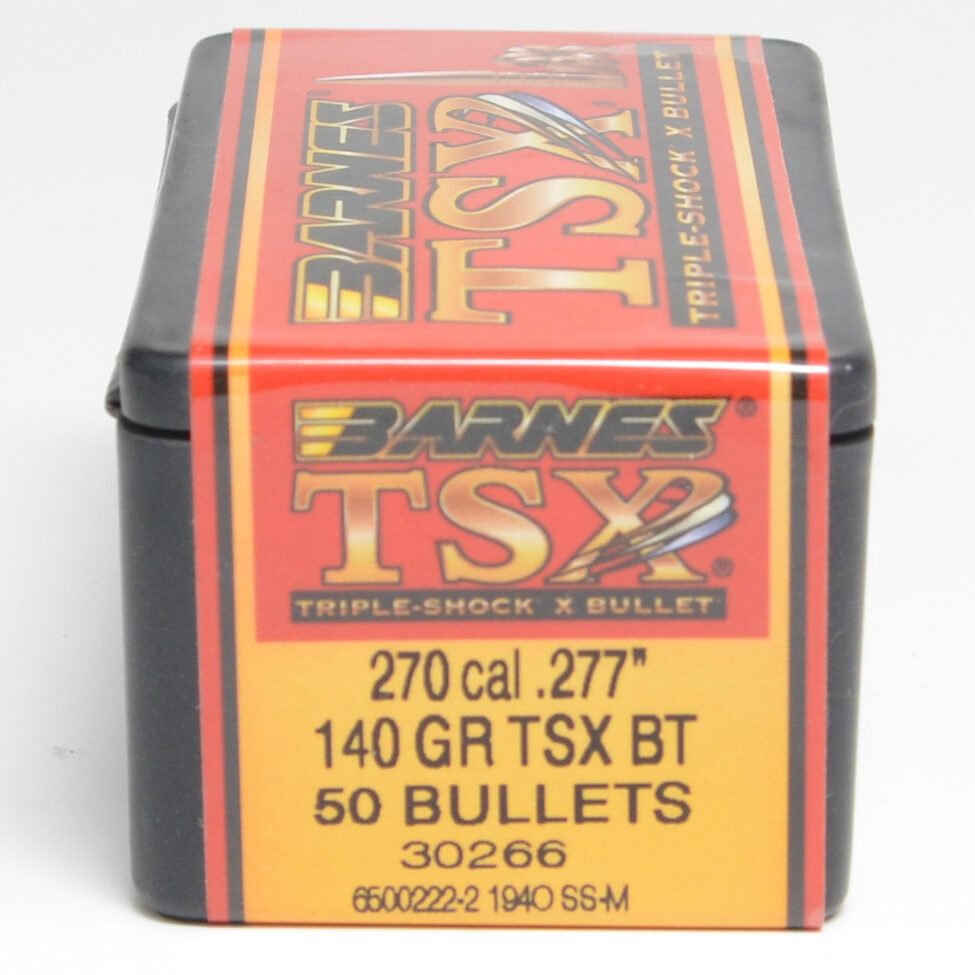 BARNES®
TSX®
TRIPLE-SHOCK X BULLET
BARNES®
TSX®
TRIPLE-SHOCK X BULLET
270 cal .277"
140 GR TSX BT
50 BULLETS
30266
6500222-2 1940 SS-M